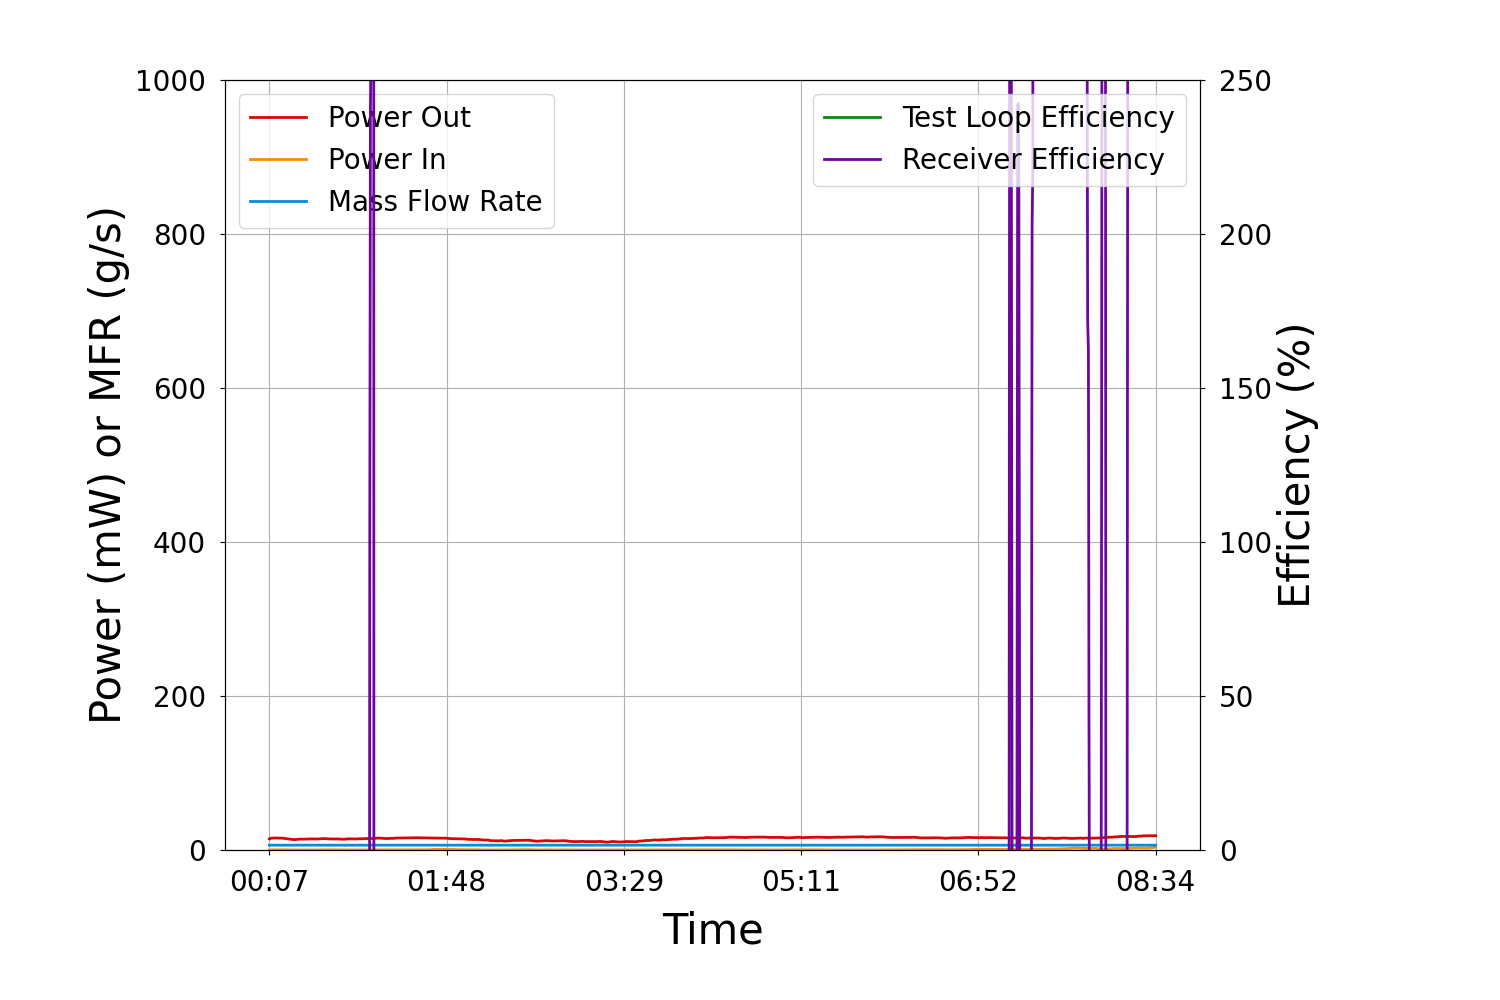 1000
800
600
400
200
0
250
200
150
100
50
0
Power Out
Power In
Mass Flow Rate
Test Loop Efficiency
Receiver Efficiency
Power (mW) or MFR (g/s)
Efficiency (%)
00:07 01:48 03:29 05:11 06:52 08:34
Time